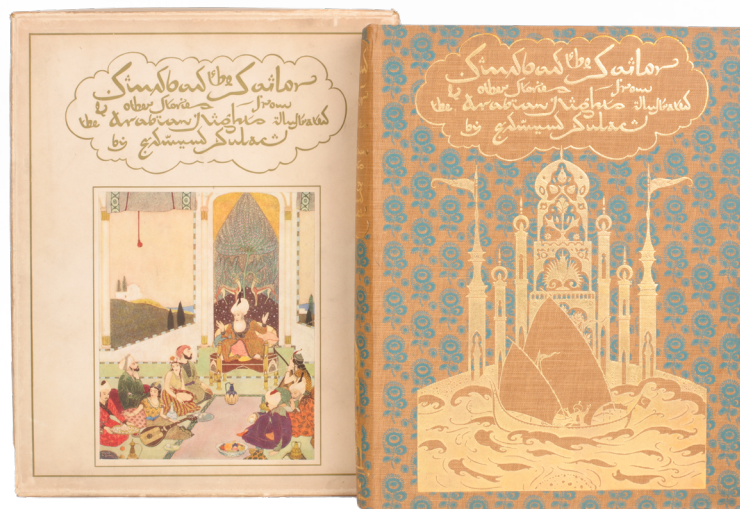 Sindbad the Sailor
& other stories from
the Arabian Nights illustrated
by Edmund Dulac
Sindbad the Sailor
& other stories from
the Arabian Nights illustrated
by Edmund Dulac